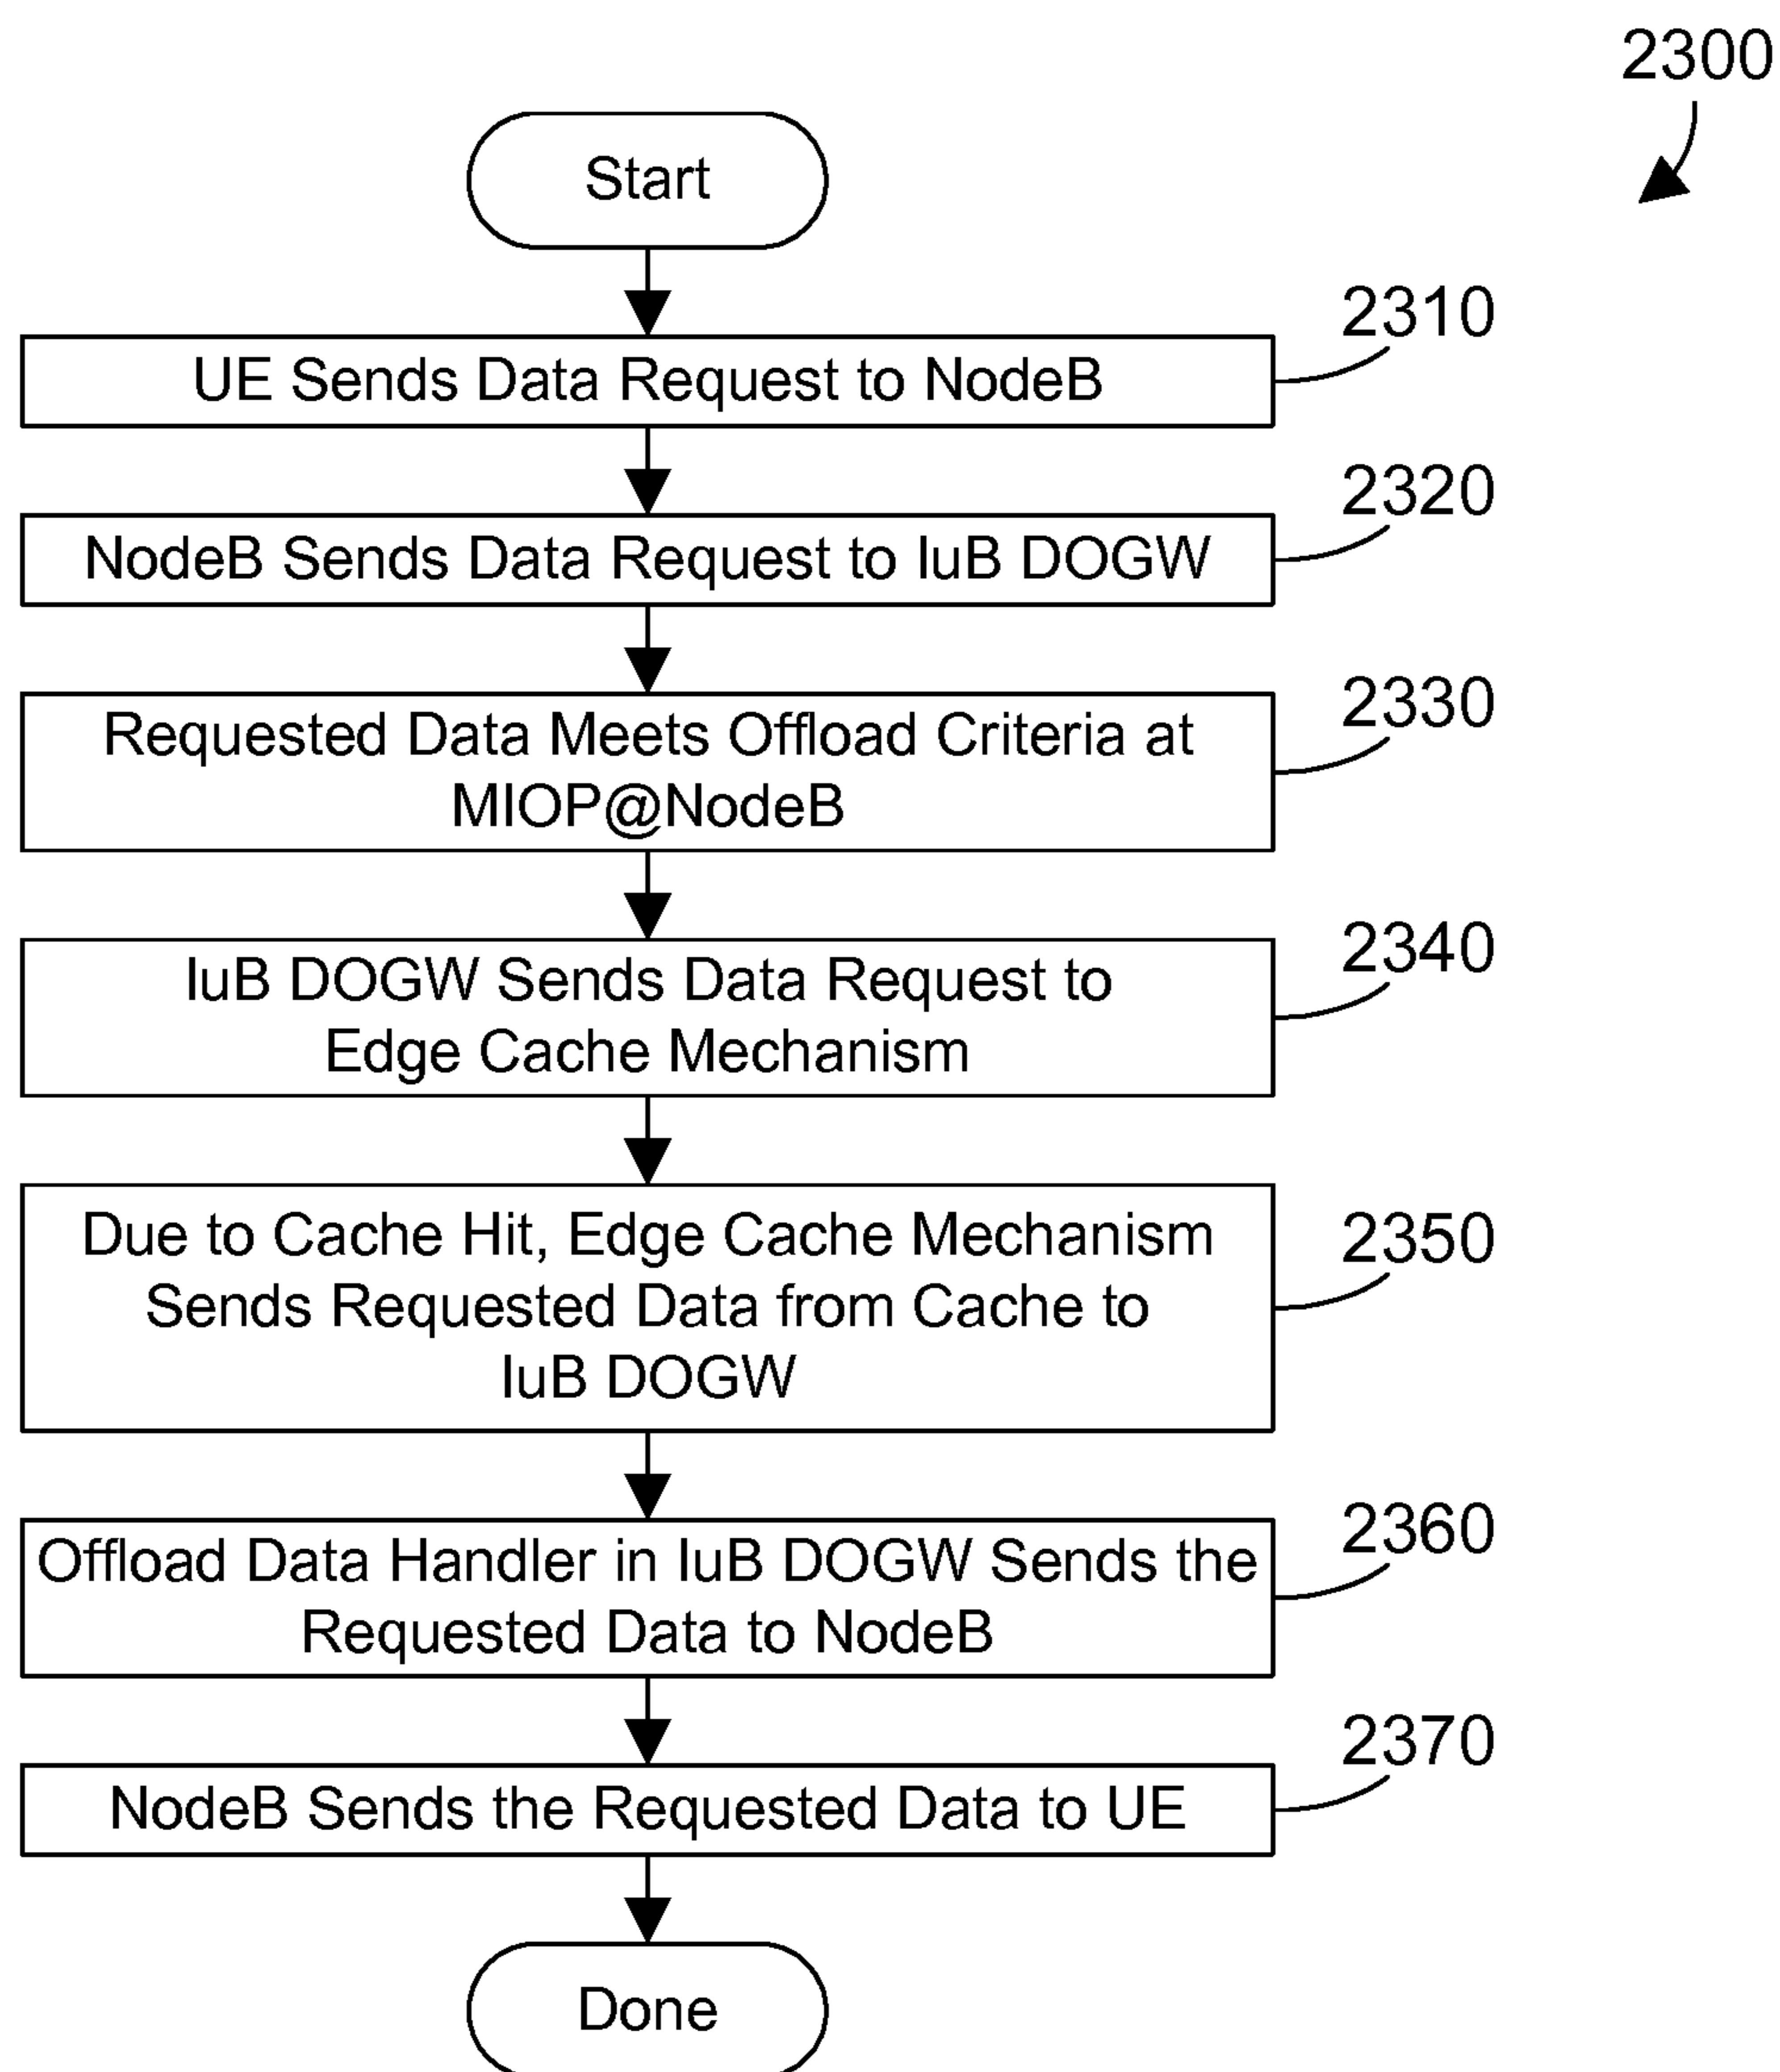 2300
Start
2310
UE Sends Data Request to NodeB
2320
NodeB Sends Data Request to IuB DOGW
2330
Requested Data Meets Offload Criteria at
MIOP@NodeB
2340
IuB DOGW Sends Data Request to
Edge Cache Mechanism
2350
Due to Cache Hit, Edge Cache Mechanism
Sends Requested Data from Cache to
IuB DOGW
2360
Offload Data Handler in IuB DOGW Sends the
Requested Data to NodeB
2370
NodeB Sends the Requested Data to UE
Done